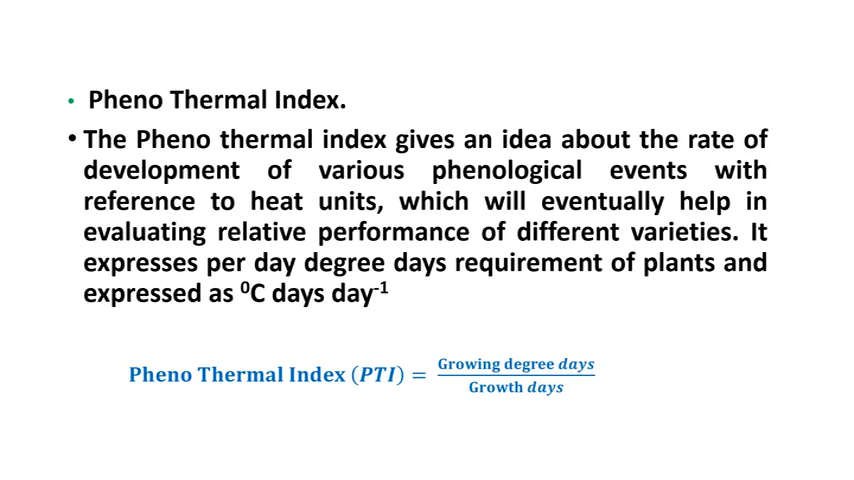 • Pheno Thermal Index.
• The Pheno thermal index gives an idea about the rate of
development of various phenological events with
reference to heat units, which will eventually help in
evaluating relative performance of different varieties. It
expresses per day degree days requirement of plants and
expressed as ⁰C days day⁻¹
Pheno Thermal Index (PTI) = Growing degree days / Growth days